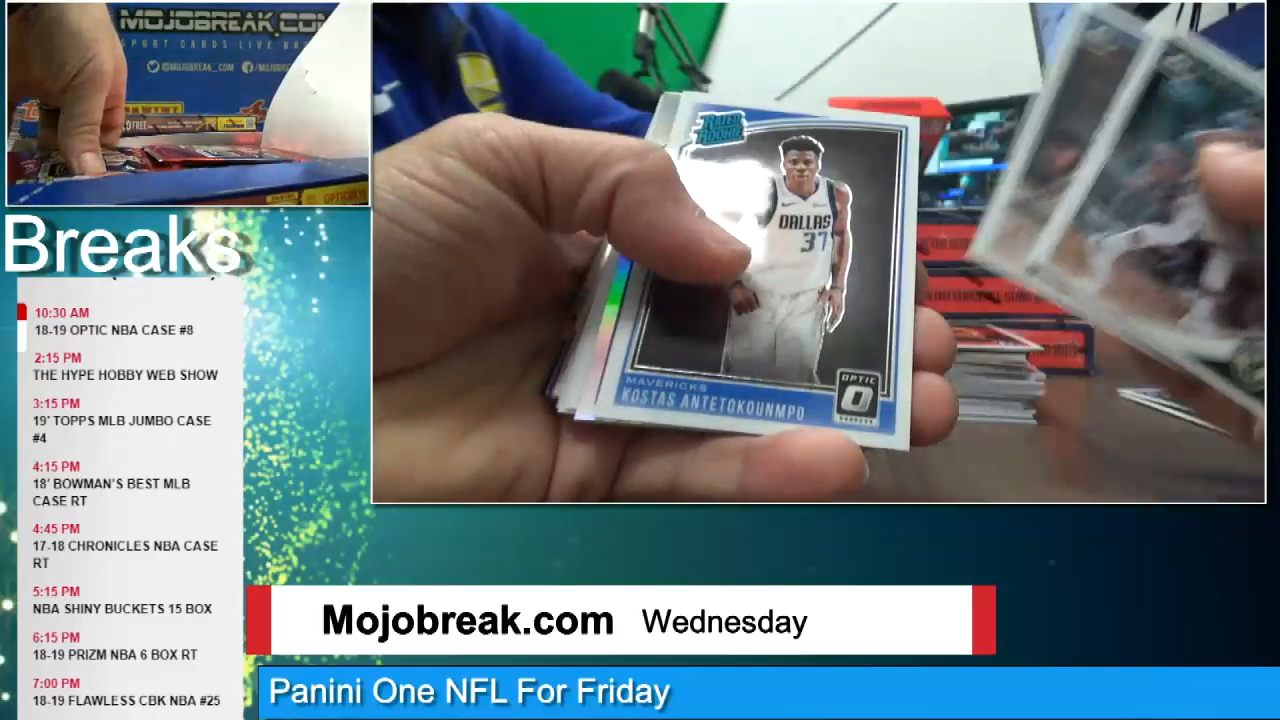 MOJOBREAK.COM
@MOJOBREAK_COM
Breaks
10:30 AM
18-19 OPTIC NBA CASE #8
2:15 PM
THE HYPE HOBBY WEB SHOW
3:15 PM
19' TOPPS MLB JUMBO CASE
#4
4:15 PM
18' BOWMAN'S BEST MLB
CASE RT
4:45 PM
17-18 CHRONICLES NBA CASE
RT
5:15 PM
NBA SHINY BUCKETS 15 BOX
6:15 PM
18-19 PRIZM NBA 6 BOX RT
7:00 PM
18-19 FLAWLESS CBK NBA #25
RATED
ROOKIE
DALLAS
37
MAVERICKS
KOSTAS ANTETOKOUNMPO
OPTIC
Mojobreak.com Wednesday
Panini One NFL For Friday